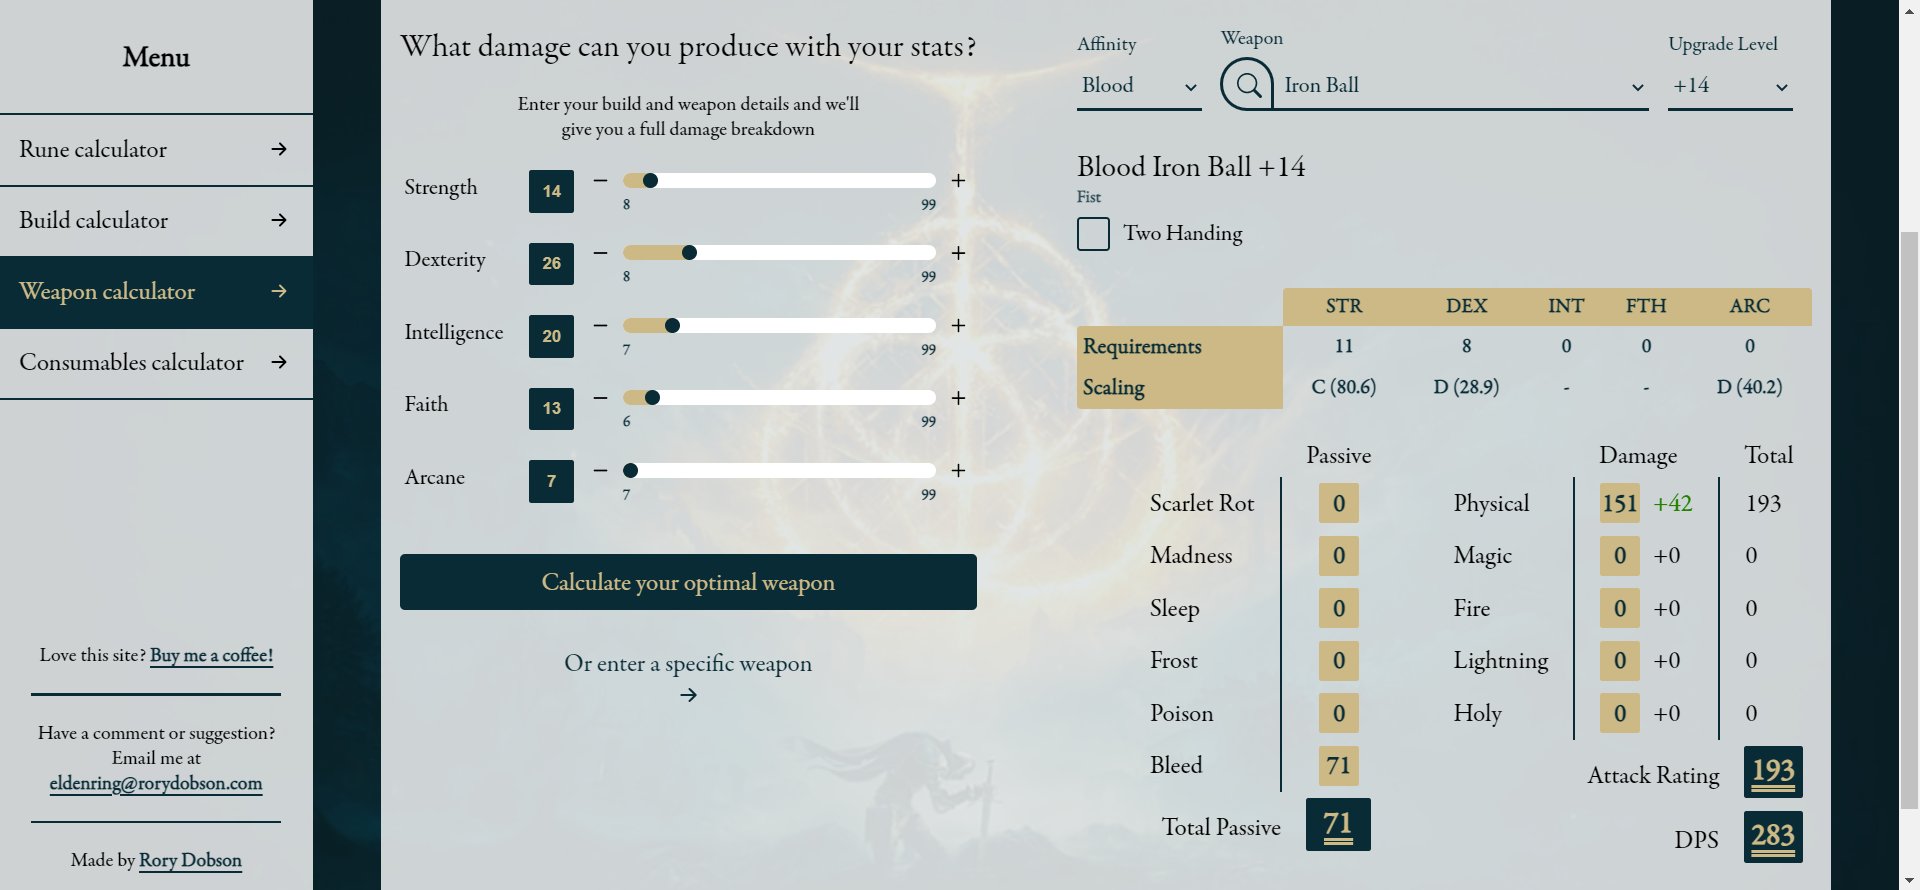 Menu
Rune calculator
Build calculator
Weapon calculator
Consumables calculator
Love this site? Buy me a coffee!
Have a comment or suggestion?
Email me at
eldenring@rorydobson.com
Made by Rory Dobson
What damage can you produce with your stats?
Enter your build and weapon details and we'll
give you a full damage breakdown
Strength 14 8 99
Dexterity 26 8 99
Intelligence 20 7 99
Faith 13 6 99
Arcane 7 7 99
Calculate your optimal weapon
Or enter a specific weapon
Affinity Weapon Upgrade Level
Blood Iron Ball +14
Blood Iron Ball +14
Fist
Two Handing
STR DEX INT FTH ARC
Requirements 11 8 0 0 0
Scaling C (80.6) D (28.9) - - D (40.2)
Passive
Scarlet Rot 0
Madness 0
Sleep 0
Frost 0
Poison 0
Bleed 71
Total Passive 71
Damage Total
Physical 151 +42 193
Magic 0 +0 0
Fire 0 +0 0
Lightning 0 +0 0
Holy 0 +0 0
Attack Rating 193
DPS 283